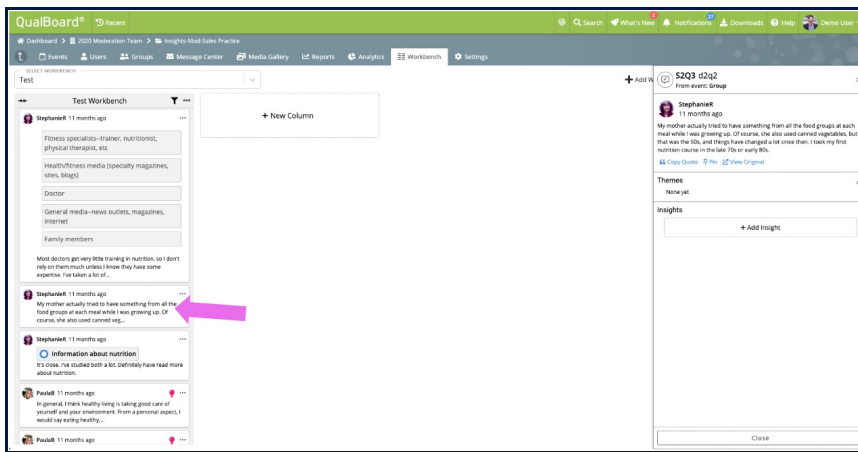 QualBoard® Recent
Search What's New Notifications 27 Downloads Help Demo User
Dashboard > 2020 Moderation Team > Insights Mod Sales Practice
Events Users Groups Message Center Media Gallery Reports Analytics Workbench Settings
SELECT WORKBENCH
Test
+ Add W
Test Workbench
StephanieR 11 months ago
Fitness specialists--trainer, nutritionist,
physical therapist, etc
Health/fitness media (specialty magazines,
sites, blogs)
Doctor
General media--news outlets, magazines,
Internet
Family members
Most doctors get very little training in nutrition, so I don't
rely on them much unless I know they have some
expertise. I've taken a lot of...
StephanieR 11 months ago
My mother actually tried to have something from all the
food groups at each meal while I was growing up. Of
course, she also used canned veg,...
StephanieR 11 months ago
Information about nutrition
It's close, I've studied both a lot. Definitely have read more
about nutrition.
PaulaB 11 months ago
In general, I think healthy living is taking good care of
yourself and your environment. From a personal aspect, I
would say eating healthy,...
PaulaB 11 months ago
+ New Column
S2Q3 d2q2
From event: Group
StephanieR
11 months ago
My mother actually tried to have something from all the food groups at each
meal while I was growing up. Of course, she also used canned vegetables, but
that was the 50s, and things have changed a lot since then. I took my first
nutrition course in the late 70s or early 80s.
Copy Quote Pin View Original
Themes
None yet
Insights
+ Add Insight
Close